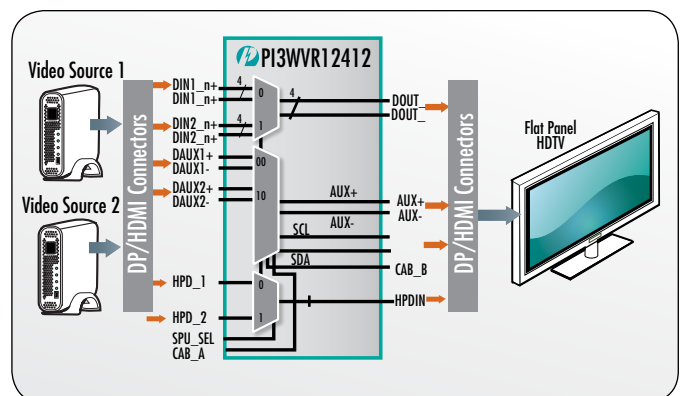 PI3WVR12412
Video Source 1
Video Source 2
DP/HDMI Connectors
DIN1_n+
DIN1_n+
DIN2_n+
DIN2_n+
DAUX1+
DAUX1-
DAUX2+
DAUX2-
HPD_1
HPD_2
SPU_SEL
CAB_A
4
4
0
1
00
10
0
1
4
AUX+
AUX-
SCL
SDA
DOUT_
DOUT_
AUX+
AUX-
CAB_B
HPDIN
DP/HDMI Connectors
Flat Panel
HDTV